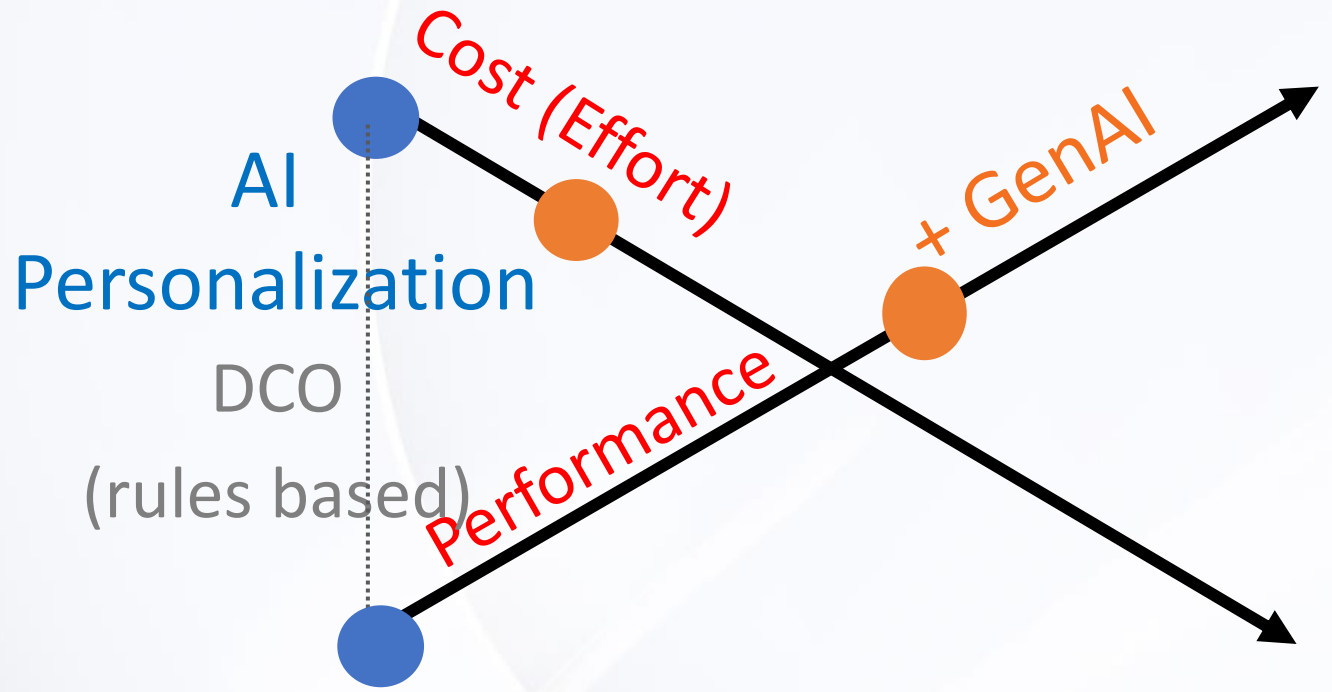 Cost (Effort)
+ GenAI
AI
Personalization
DCO
(rules based)
Performance